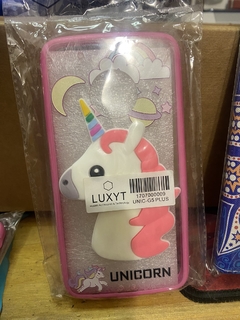 LUXYT
1707000009
UNIC-G5 PLUS
UNICORN